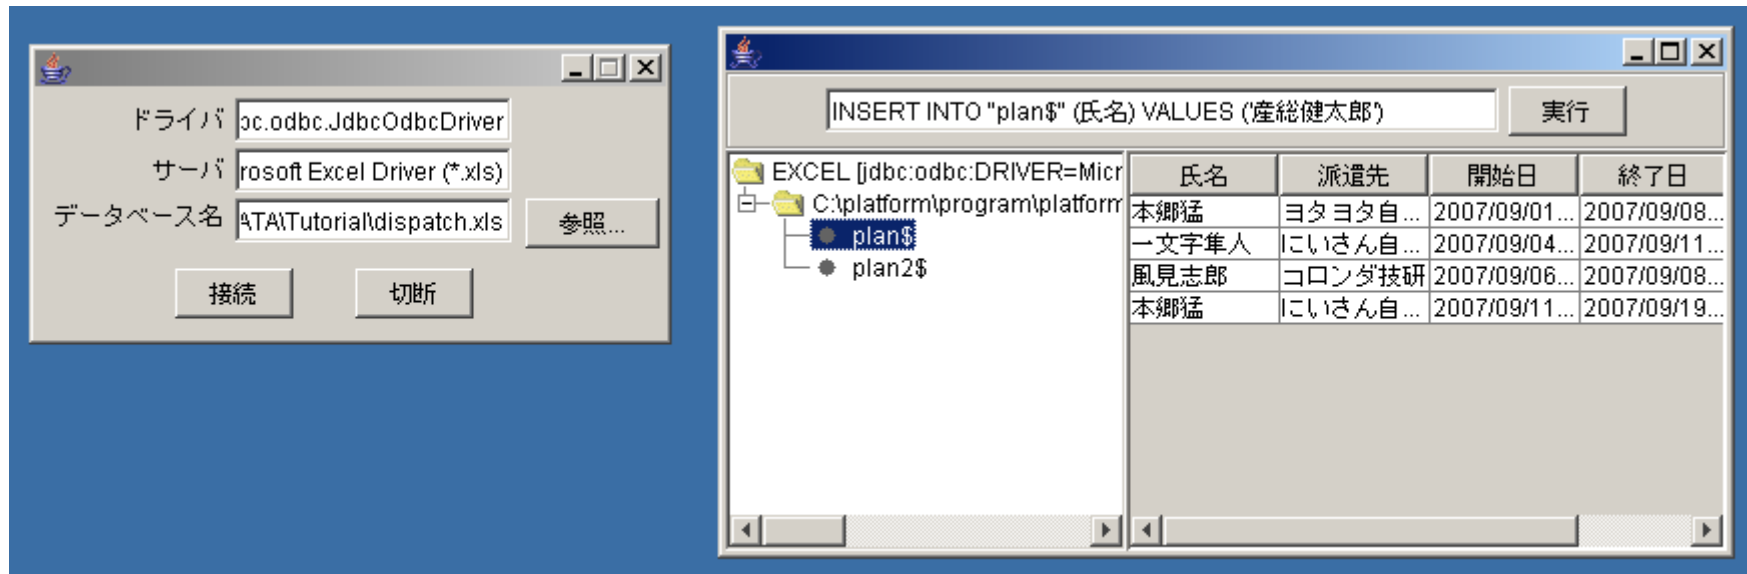 ドライバ ɔc.odbc.JdbcOdbcDriver
サーバ rosoft Excel Driver (*.xls)
データベース名 ATA\Tutorial\dispatch.xls 参照...
接続 切断
INSERT INTO "plan$" (氏名) VALUES ('産総健太郎') 実行
EXCEL [jdbc:odbc:DRIVER=Micr
C:\platform\program\platform
plan$
plan2$
氏名 派遣先 開始日 終了日
本郷猛 ヨタヨタ自... 2007/09/01... 2007/09/08...
一文字隼人 にいさん自... 2007/09/04... 2007/09/11...
風見志郎 コロンダ技研 2007/09/06... 2007/09/08...
本郷猛 にいさん自... 2007/09/11... 2007/09/19...